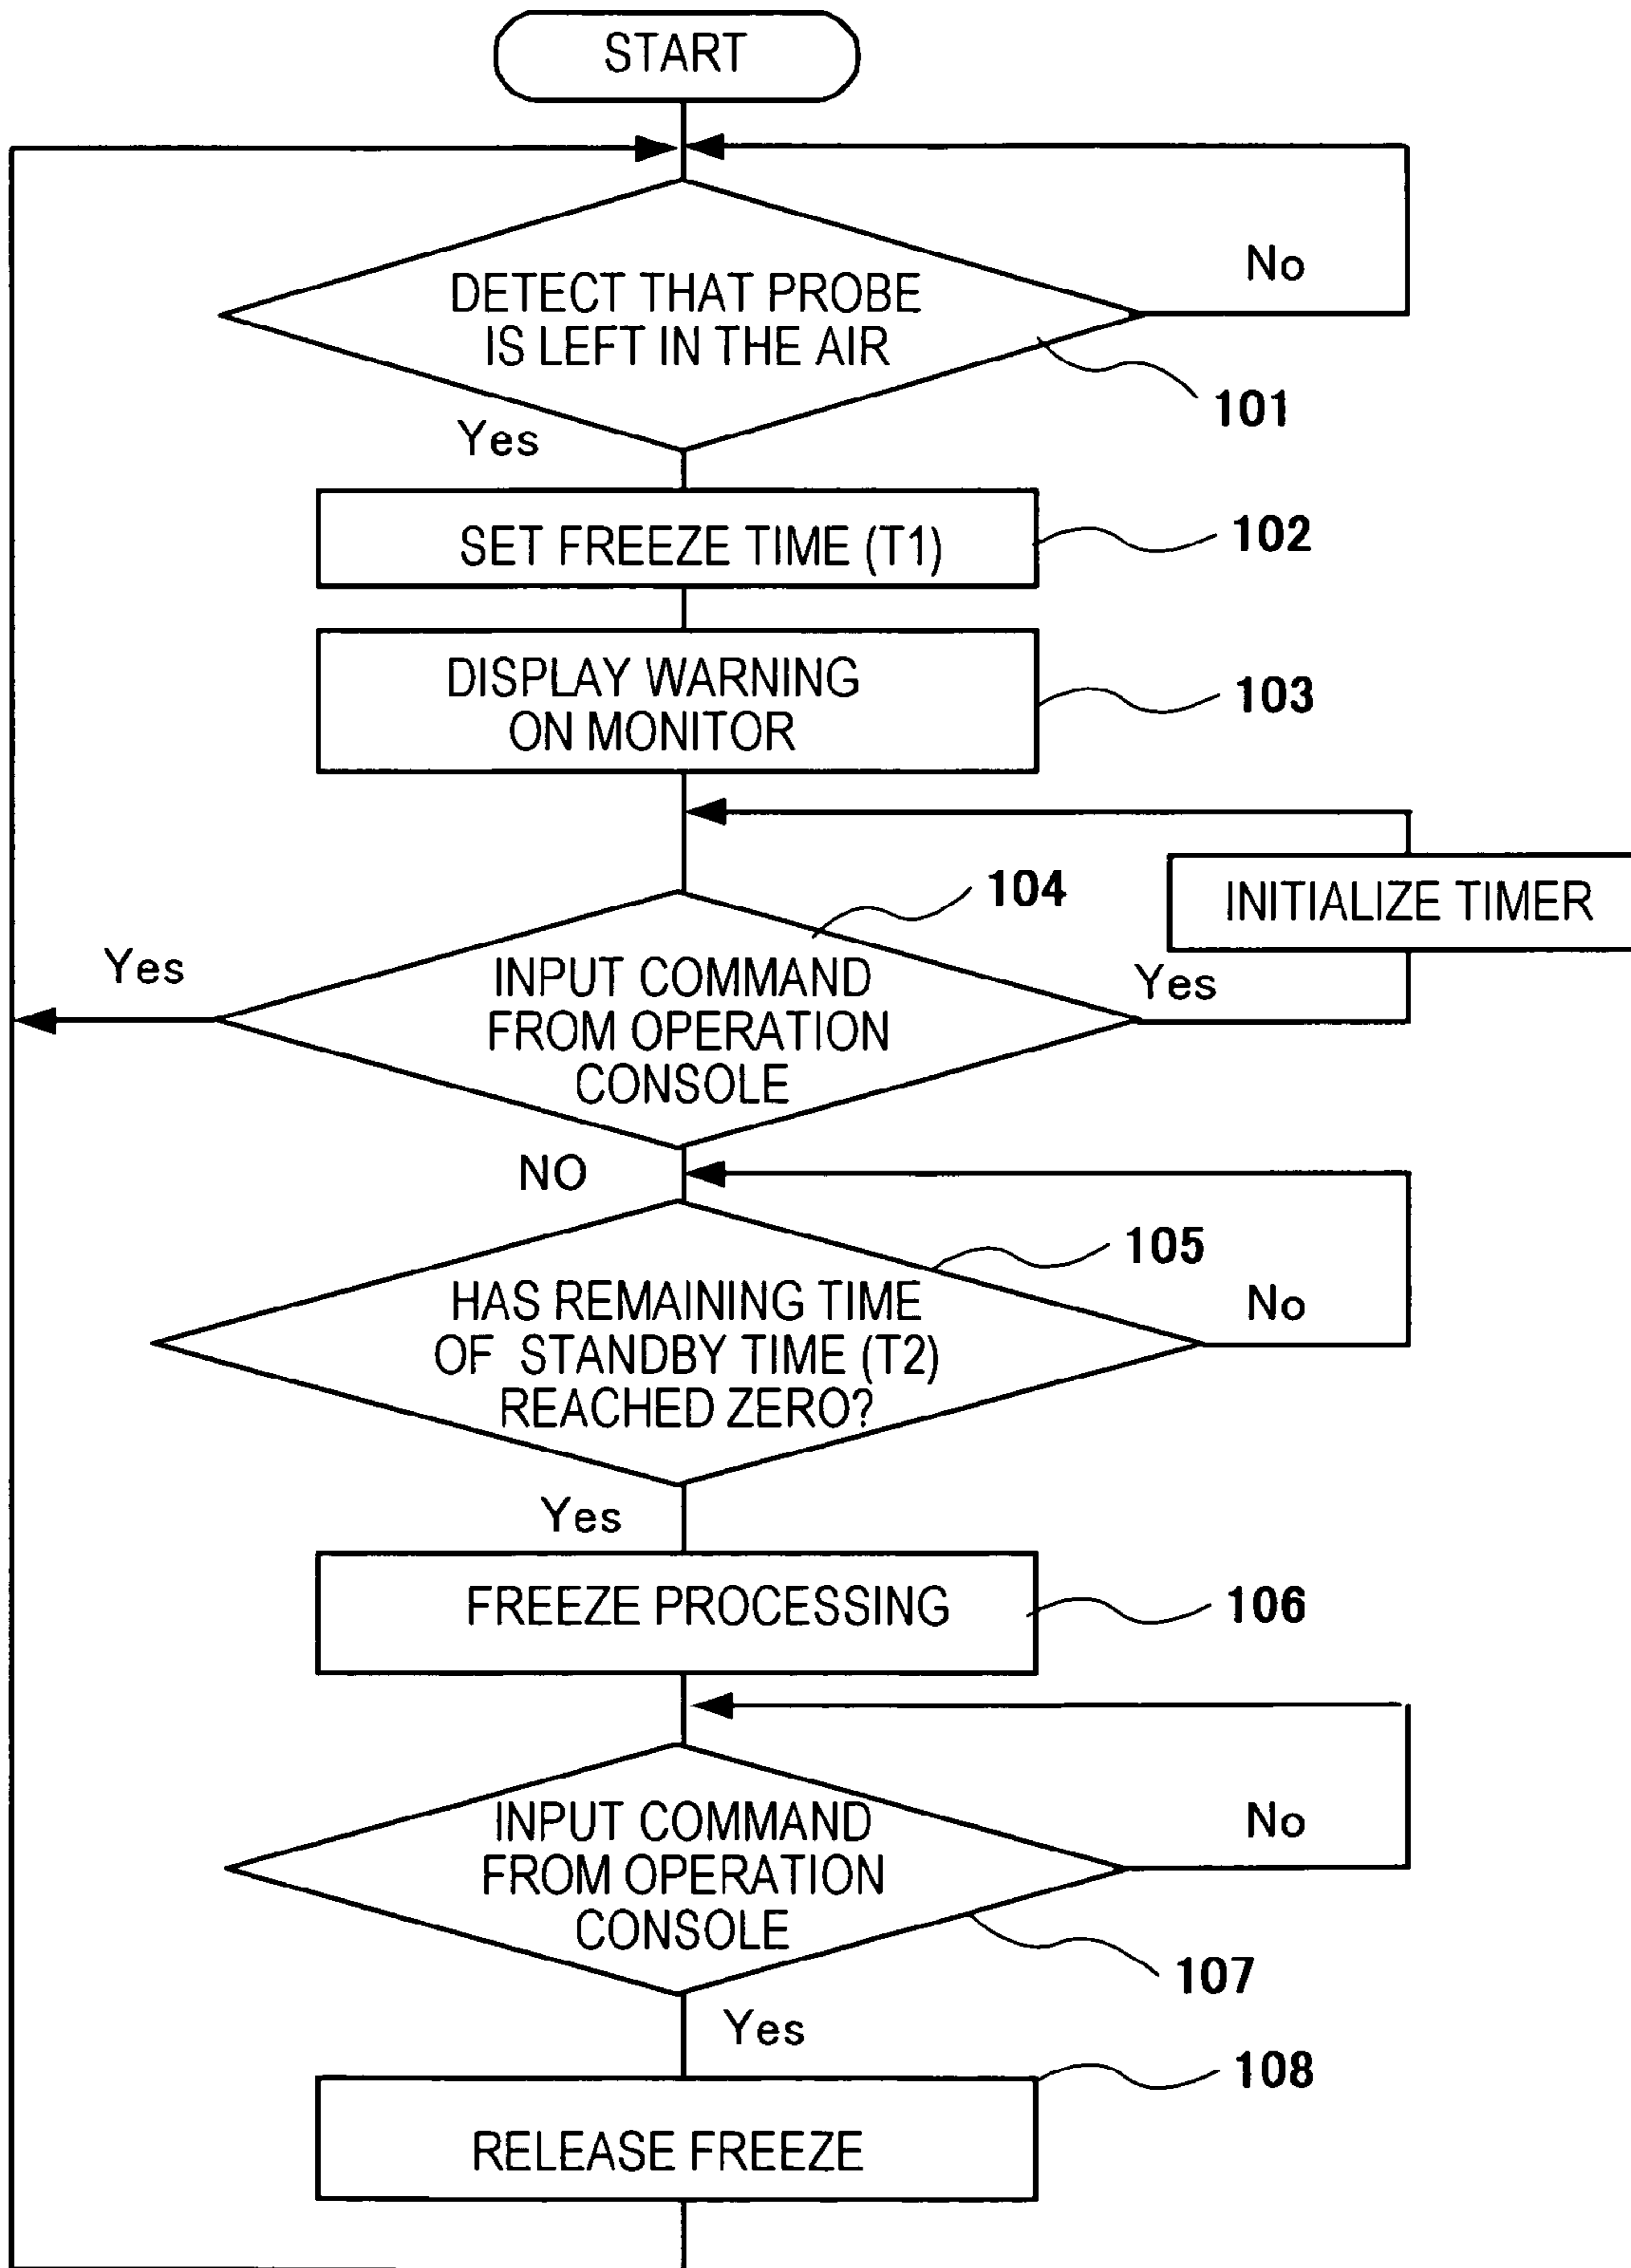 START
No
DETECT THAT PROBE
IS LEFT IN THE AIR
101
Yes
SET FREEZE TIME (T1)
102
DISPLAY WARNING
ON MONITOR
103
INITIALIZE TIMER
104
Yes
INPUT COMMAND
FROM OPERATION
CONSOLE
Yes
NO
105
HAS REMAINING TIME
OF STANDBY TIME (T2)
REACHED ZERO?
No
Yes
FREEZE PROCESSING
106
INPUT COMMAND
FROM OPERATION
CONSOLE
No
107
Yes
108
RELEASE FREEZE